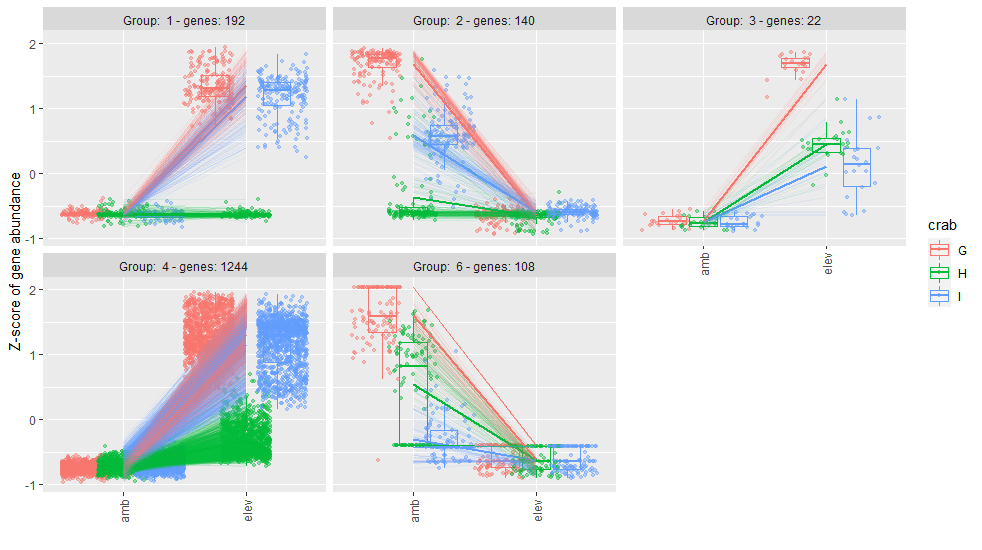 Group: 1 - genes: 192
Group: 2 - genes: 140
Group: 3 - genes: 22
2
1
0
-1
amb
elev
Group: 4 - genes: 1244
Group: 6 - genes: 108
2
1
0
-1
amb
elev
amb
elev
Z-score of gene abundance
crab
G
H
I